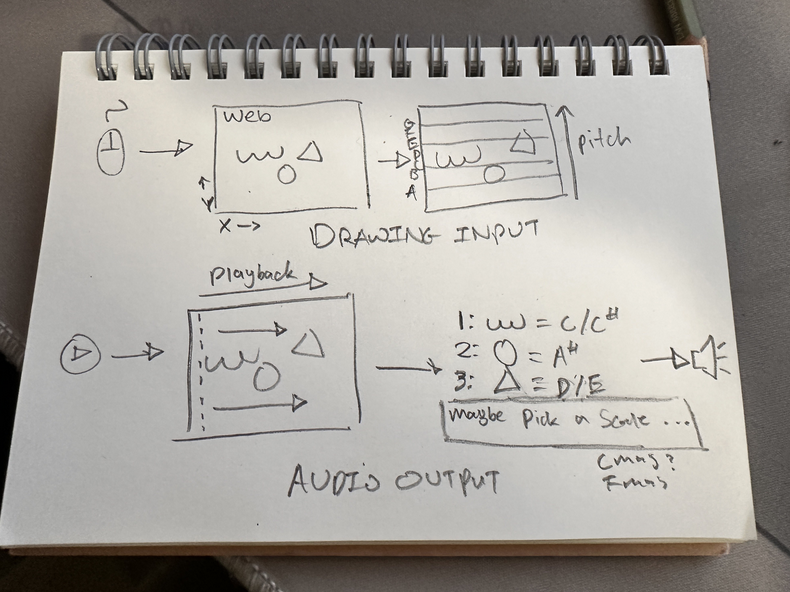 Web
A
pitch
x
DRAWING INPUT
Playback
1: = C/C#
2: = A#
3: = D/E
maybe Pick a Scale ...
Cmaj?
Fmaj
AUDIO OUTPUT